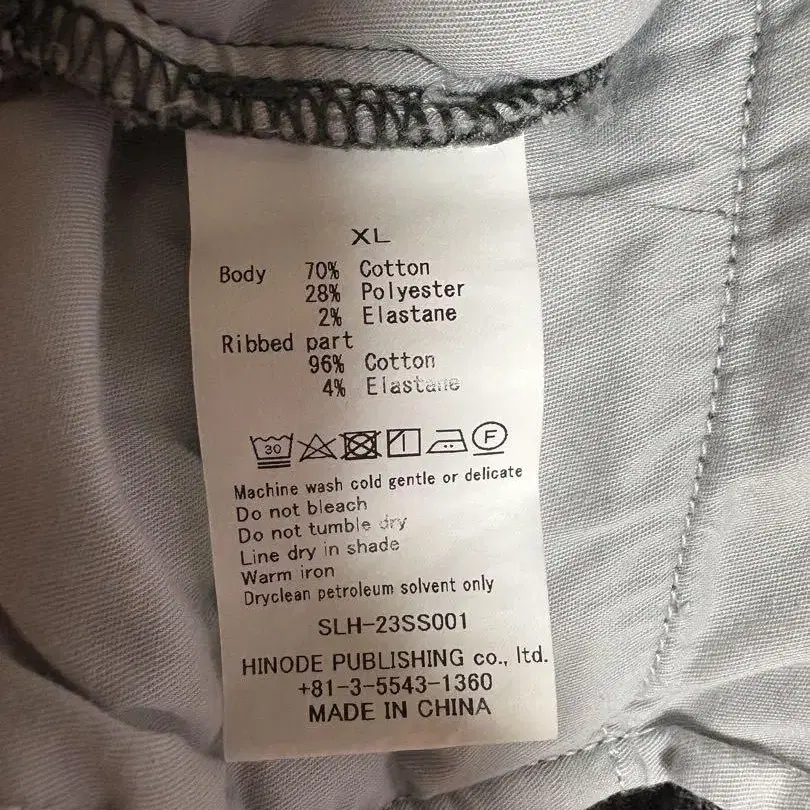 XL
Body 70% Cotton
28% Polyester
2% Elastane
Ribbed part
96% Cotton
4% Elastane
30 F
Machine wash cold gentle or delicate
Do not bleach
Do not tumble dry
Line dry in shade
Warm iron
Dryclean petroleum solvent only
SLH-23SS001
HINODE PUBLISHING co., ltd.
+81-3-5543-1360
MADE IN CHINA